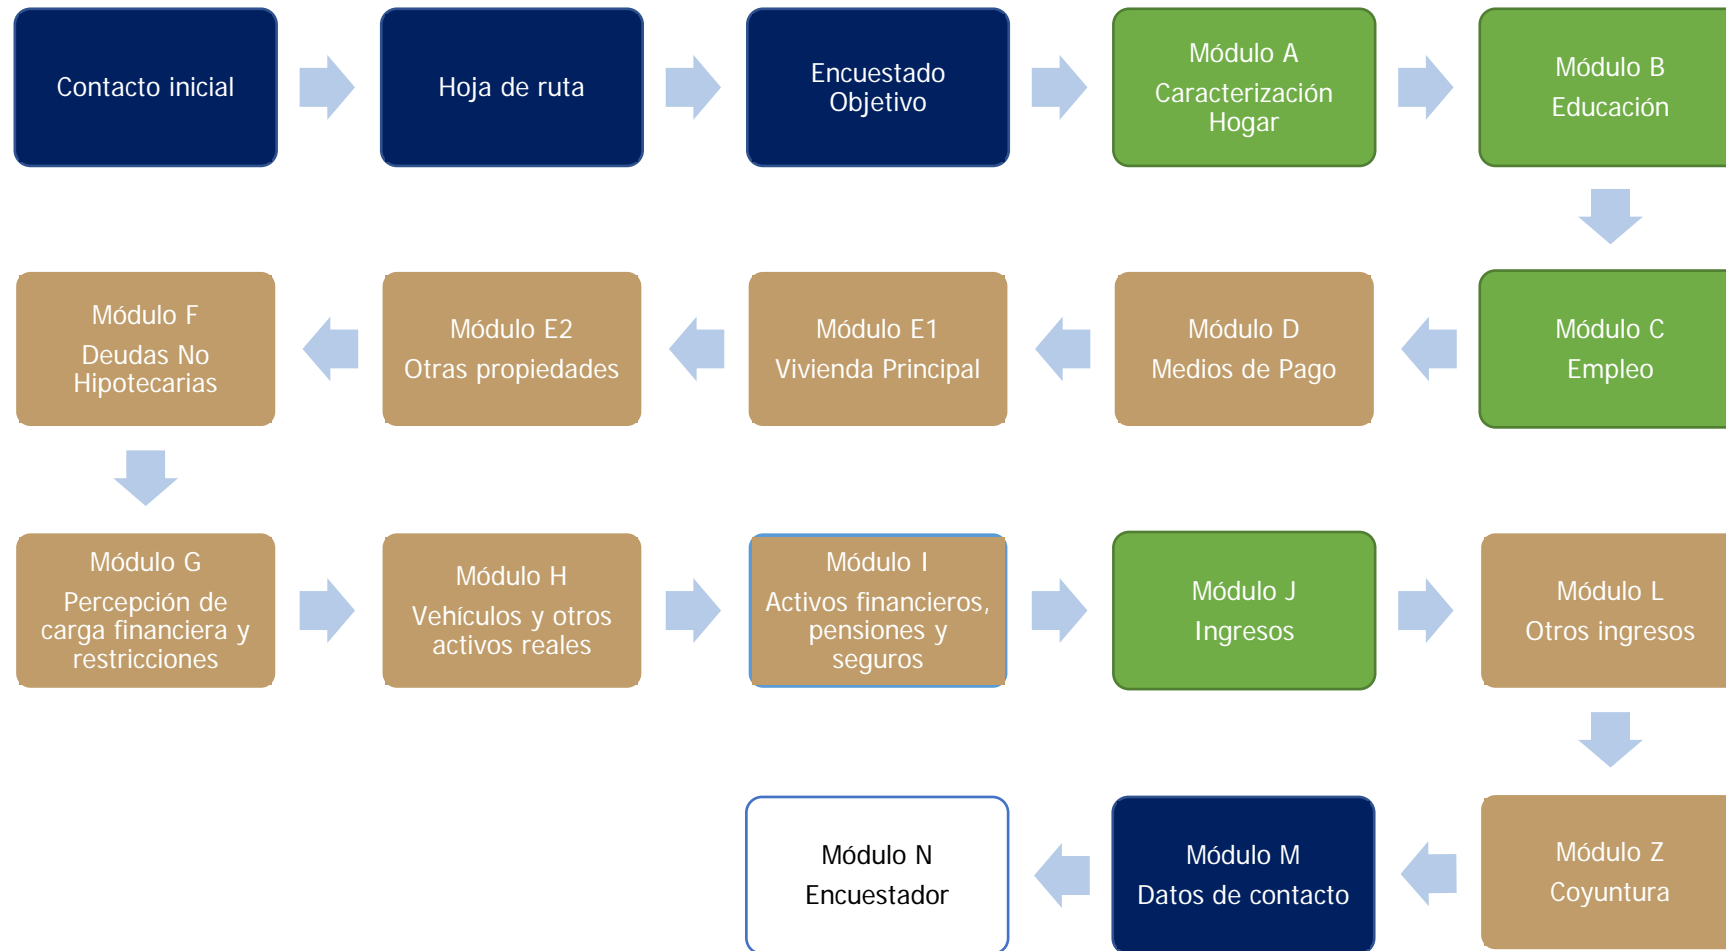 Contacto inicial
Hoja de ruta
Encuestado
Objetivo
Módulo A
Caracterización
Hogar
Módulo B
Educación
Módulo F
Deudas No
Hipotecarias
Módulo E2
Otras propiedades
Módulo E1
Vivienda Principal
Módulo D
Medios de Pago
Módulo C
Empleo
Módulo G
Percepción de
carga financiera y
restricciones
Módulo H
Vehículos y otros
activos reales
Módulo I
Activos financieros,
pensiones y
seguros
Módulo J
Ingresos
Módulo L
Otros ingresos
Módulo N
Encuestador
Módulo M
Datos de contacto
Módulo Z
Coyuntura